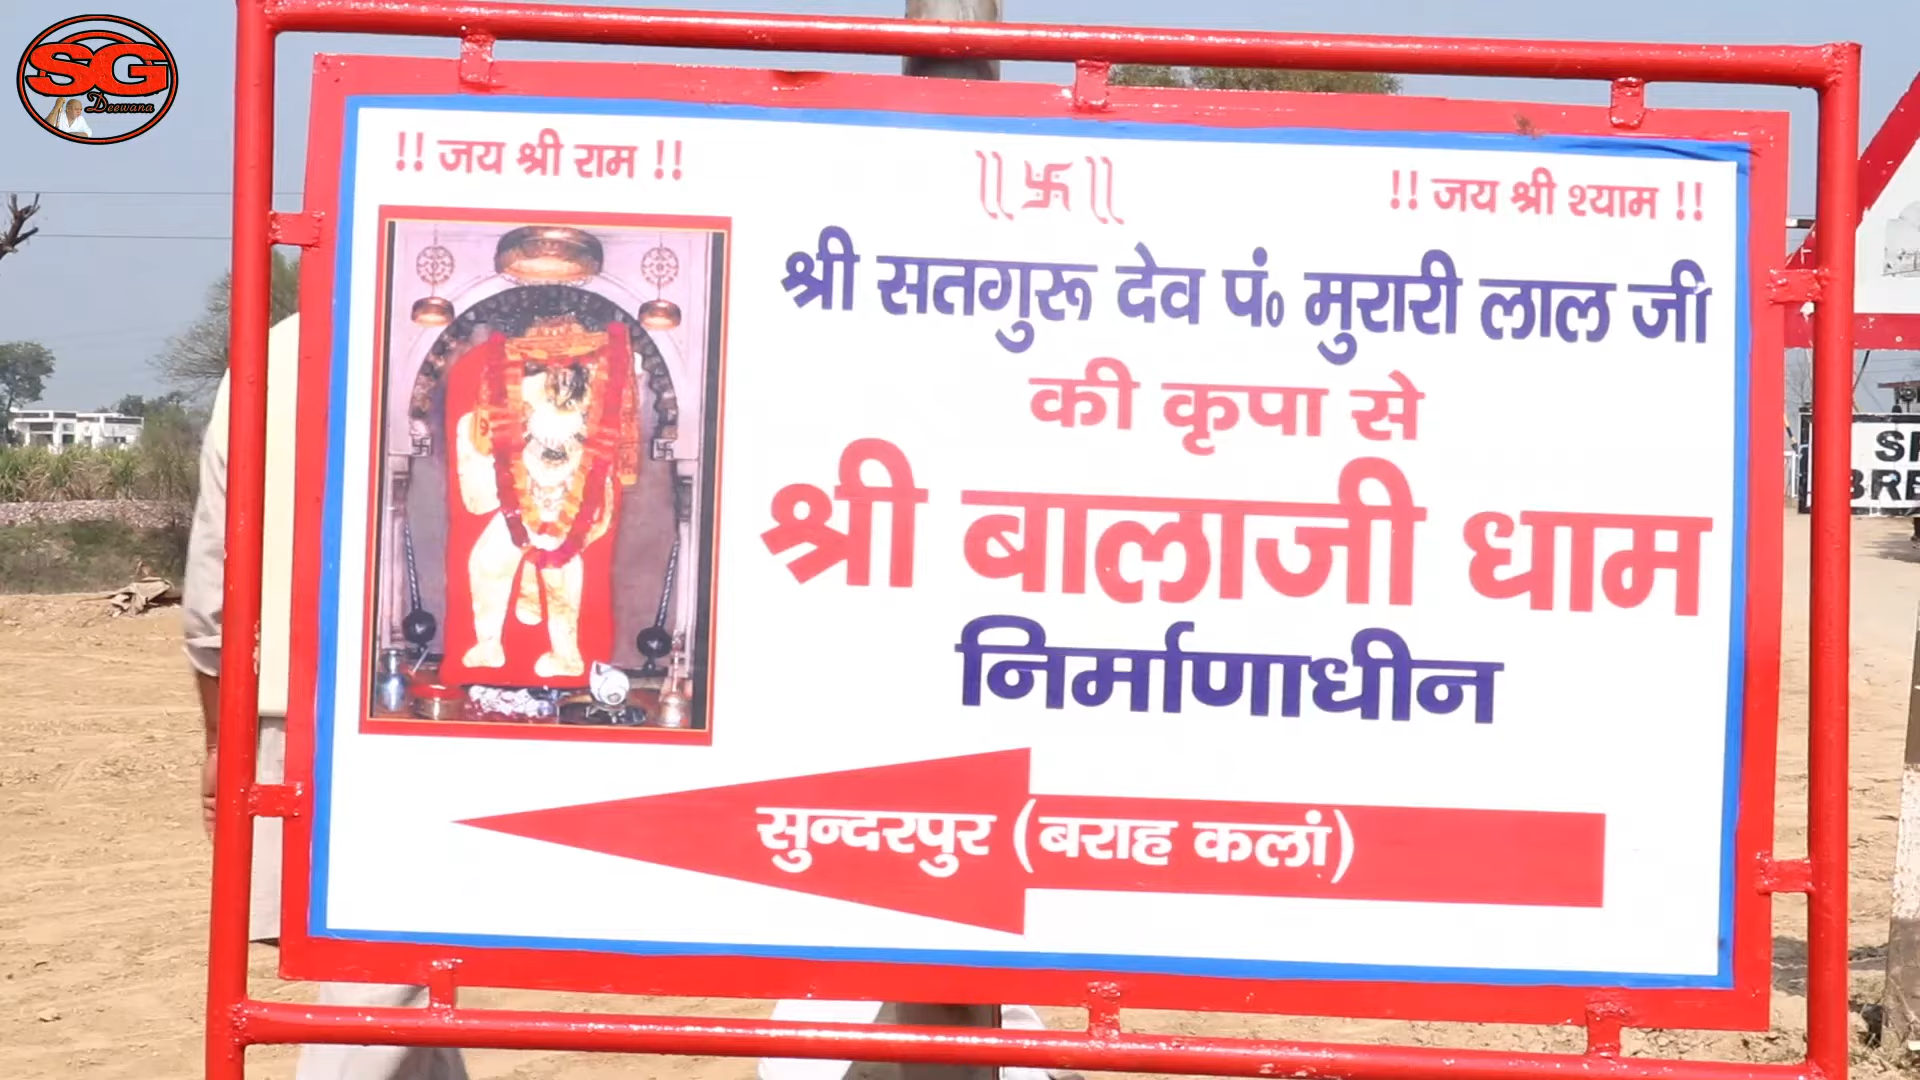 SG
Deewana
!! जय श्री राम !!
॥ 卐 ॥
!! जय श्री श्याम !!
श्री सतगुरू देव पं० मुरारी लाल जी
की कृपा से
श्री बालाजी धाम
निर्माणाधीन
सुन्दरपुर (बराह कलां)